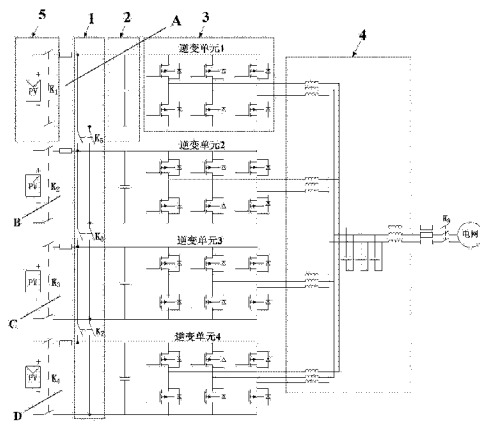 5
1
2
A
3
4
逆变单元1
+
PV
K₁
-
K₅
逆变单元2
+
PV
K₂
-
B
K₆
K₉
电网
逆变单元3
+
PV
K₃
-
C
K₇
逆变单元4
+
PV
K₄
-
D